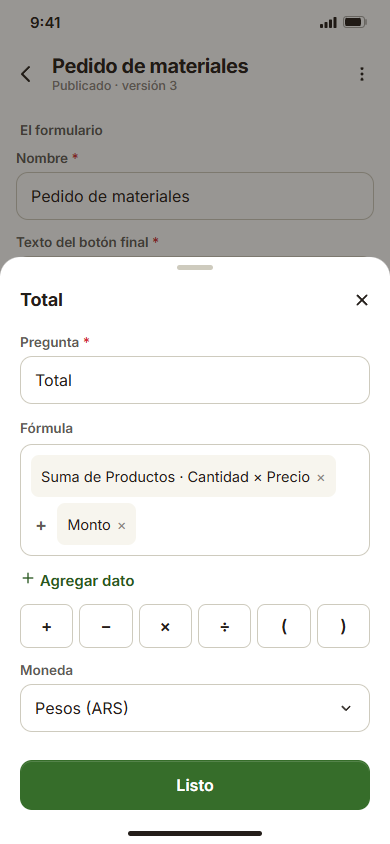 9:41
Pedido de materiales
Publicado · versión 3
El formulario
Nombre *
Pedido de materiales
Texto del botón final *
Total
Pregunta *
Total
Fórmula
Suma de Productos · Cantidad × Precio ×
+ Monto ×
+ Agregar dato
+ − × ÷ ( )
Moneda
Pesos (ARS)
Listo